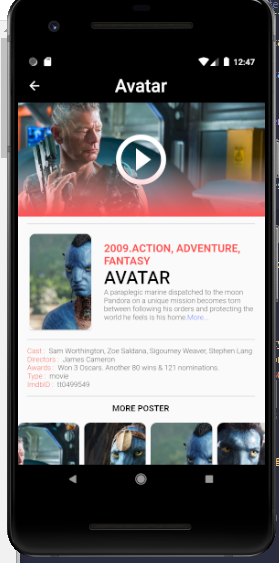 12:47
Avatar
2009.ACTION, ADVENTURE,
FANTASY
AVATAR
A paraplegic marine dispatched to the moon
Pandora on a unique mission becomes torn
between following his orders and protecting the
world he feels is his home.More...
Cast : Sam Worthington, Zoe Saldana, Sigourney Weaver, Stephen Lang
Directors : James Cameron
Awards : Won 3 Oscars. Another 80 wins & 121 nominations.
Type : movie
ImdbID : tt0499549
MORE POSTER